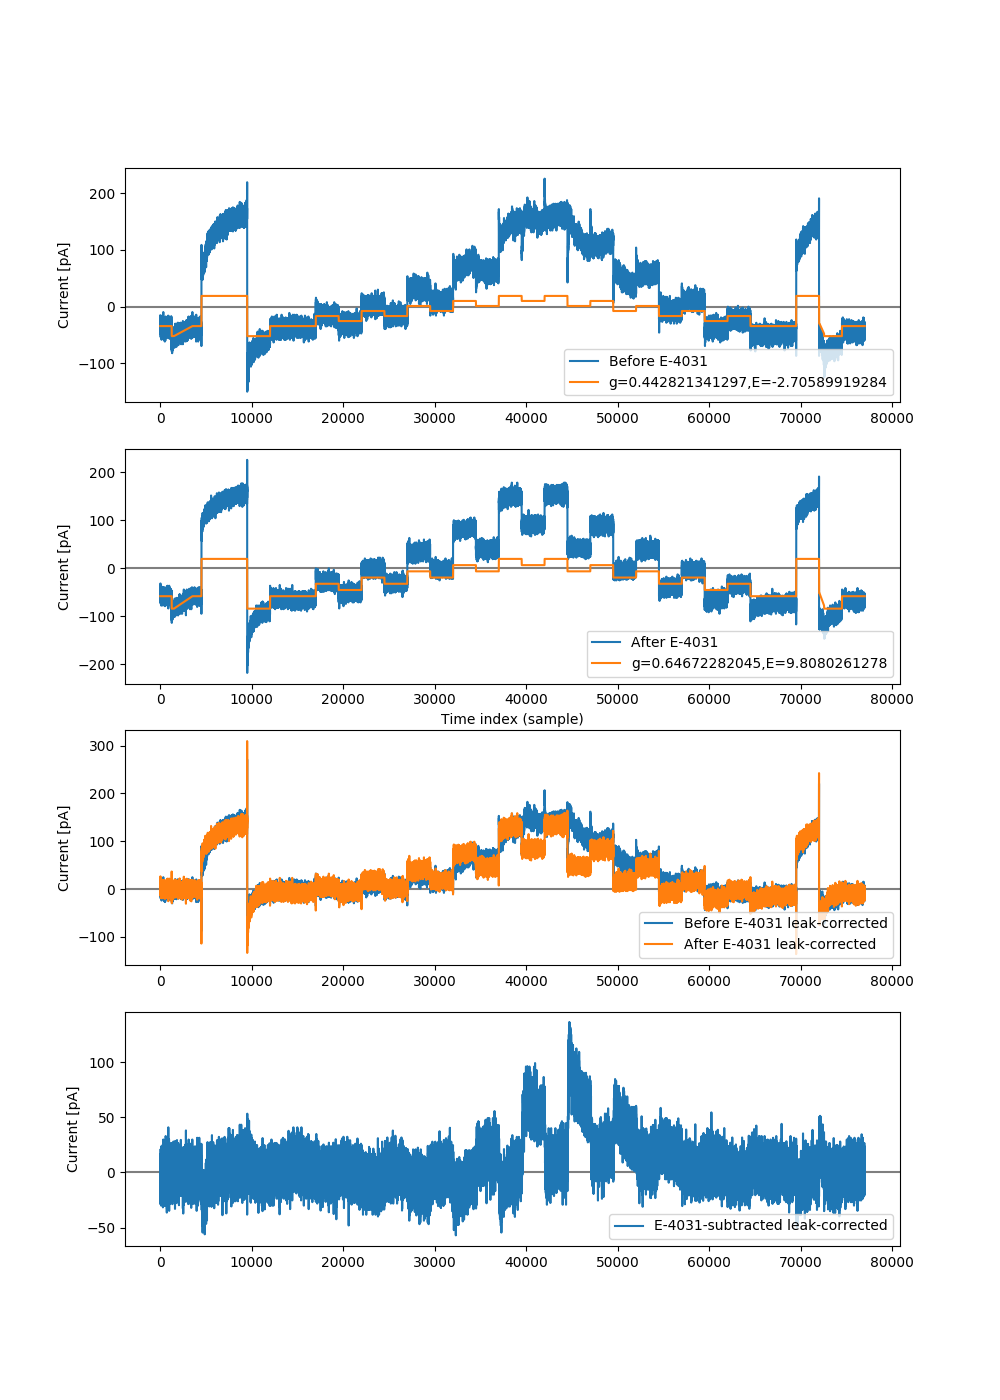 200
100
0
−100
Current [pA]
Before E-4031
g=0.442821341297,E=-2.70589919284
0 10000 20000 30000 40000 50000 60000 70000 80000
200
100
0
−100
−200
Current [pA]
After E-4031
g=0.64672282045,E=9.8080261278
0 10000 20000 30000 40000 50000 60000 70000 80000
Time index (sample)
300
200
100
0
−100
Current [pA]
Before E-4031 leak-corrected
After E-4031 leak-corrected
0 10000 20000 30000 40000 50000 60000 70000 80000
100
50
0
−50
Current [pA]
E-4031-subtracted leak-corrected
0 10000 20000 30000 40000 50000 60000 70000 80000